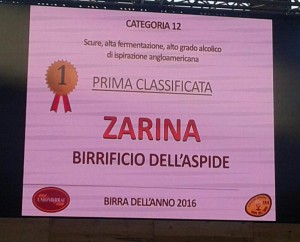 CATEGORIA 12
Scure, alta fermentazione, alto grado alcolico
di ispirazione angloamericana
1
PRIMA CLASSIFICATA
ZARINA
BIRRIFICIO DELL'ASPIDE
BIRRA DELL'ANNO 2016